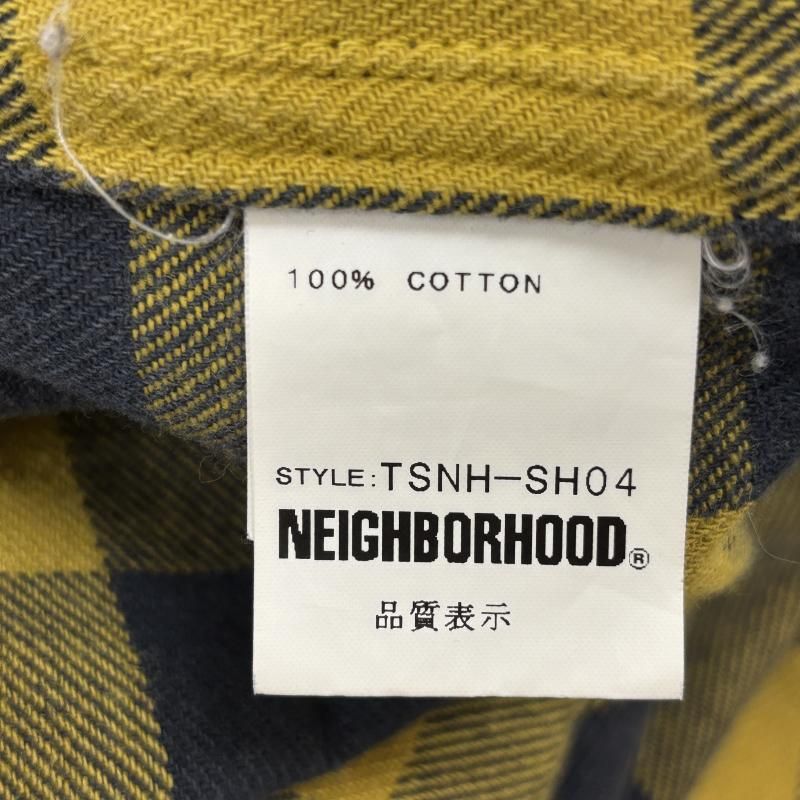 100% COTTON
STYLE:TSNH-SH04
NEIGHBORHOOD®
品質表示